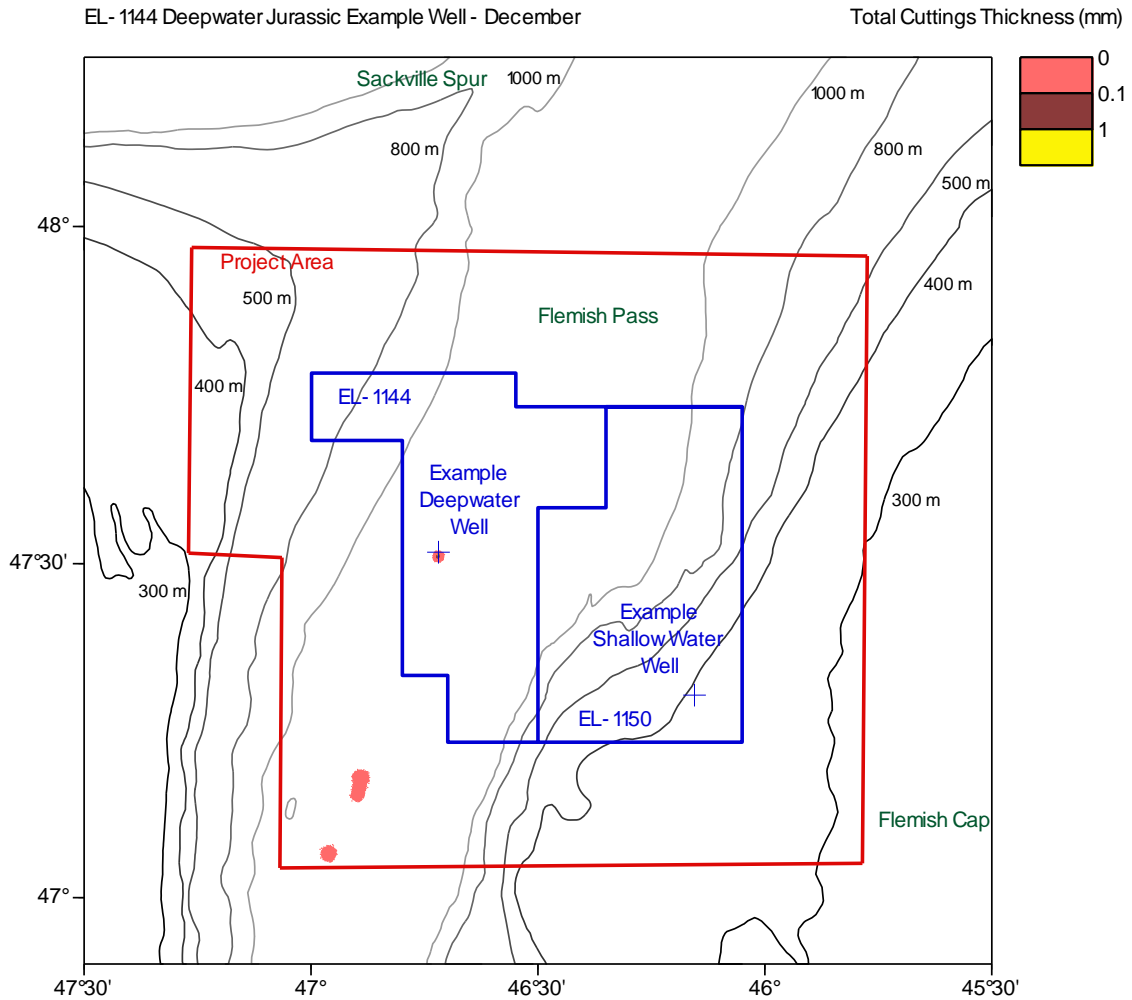 EL-1144 Deepwater Jurassic Example Well - December
Total Cuttings Thickness (mm)
0
0.1
1
Sackville Spur
1000 m
1000 m
800 m
800 m
500 m
48°
Project Area
500 m
400 m
Flemish Pass
400 m
EL-1144
Example
Deepwater
Well
300 m
47°30'
300 m
Example
Shallow Water
Well
EL-1150
Flemish Cap
47°
47°30'
47°
46°30'
46°
45°30'